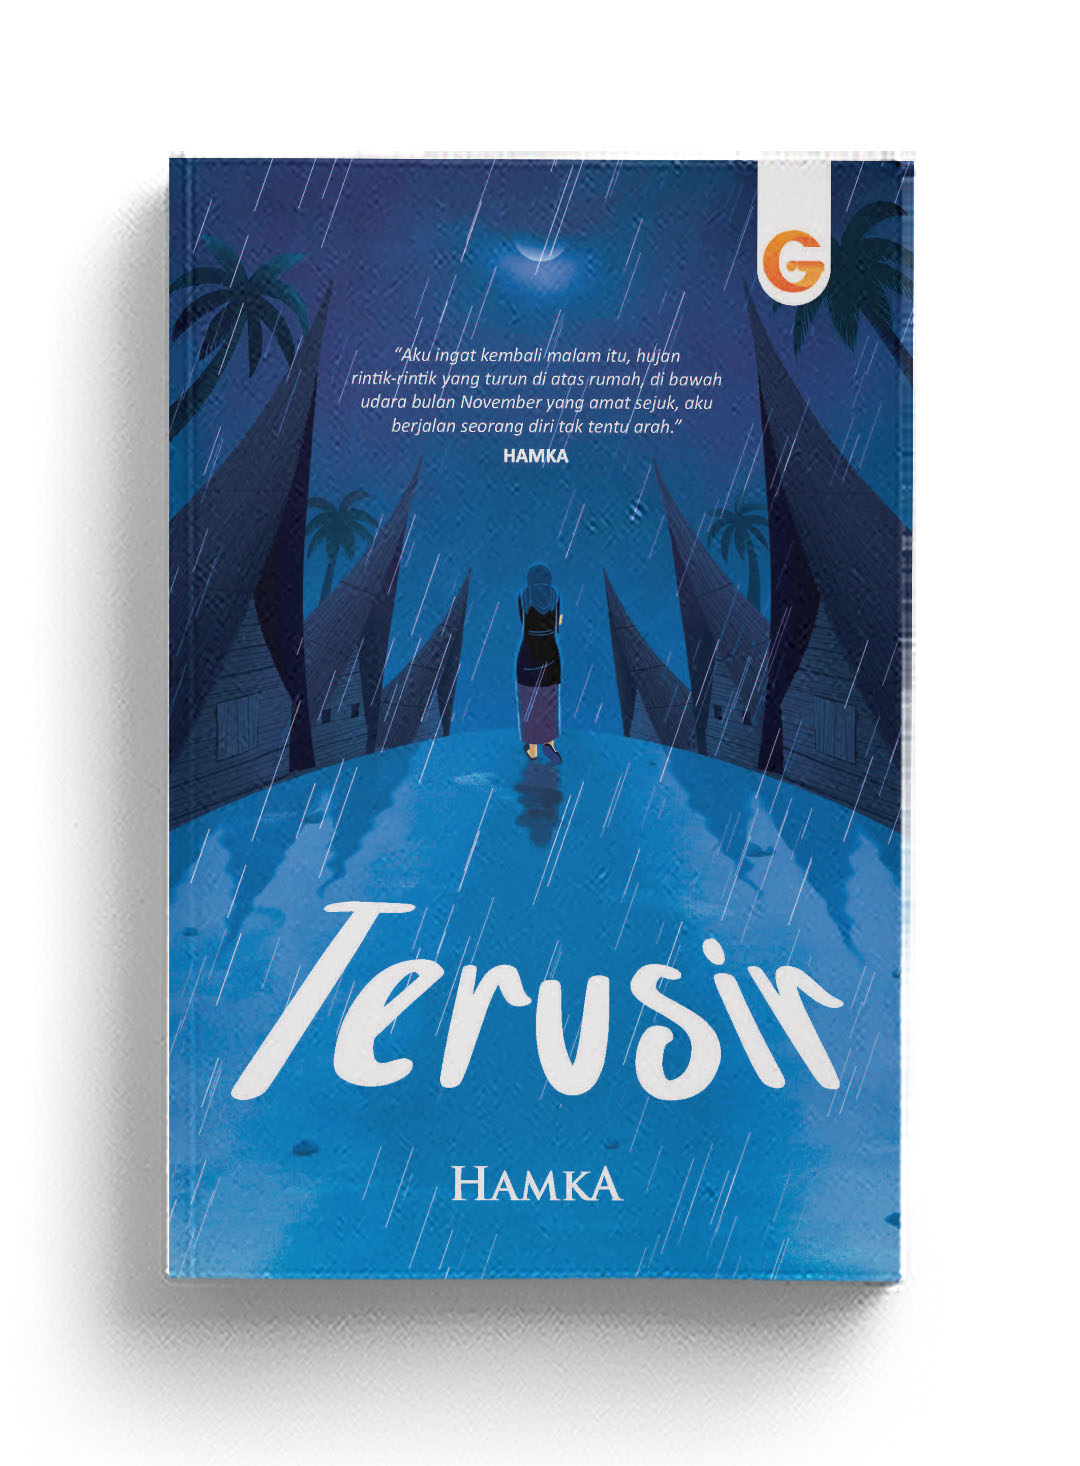 G
“Aku ingat kembali malam itu, hujan
rintik-rintik yang turun di atas rumah, di bawah
udara bulan November yang amat sejuk, aku
berjalan seorang diri tak tentu arah.”
HAMKA
Terusir
HAMKA